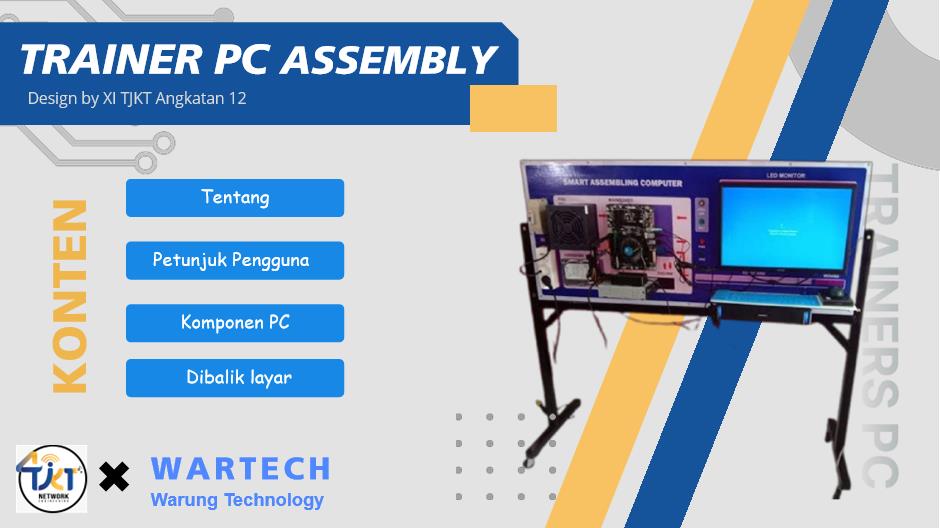 TRAINER PC ASSEMBLY
Design by XI TJKT Angkatan 12
KONTEN
Tentang
Petunjuk Pengguna
Komponen PC
Dibalik layar
SMART ASSEMBLING COMPUTER
LED MONITOR
TRAINERS PC
TJKT
NETWORK
WARTECH
Warung Technology